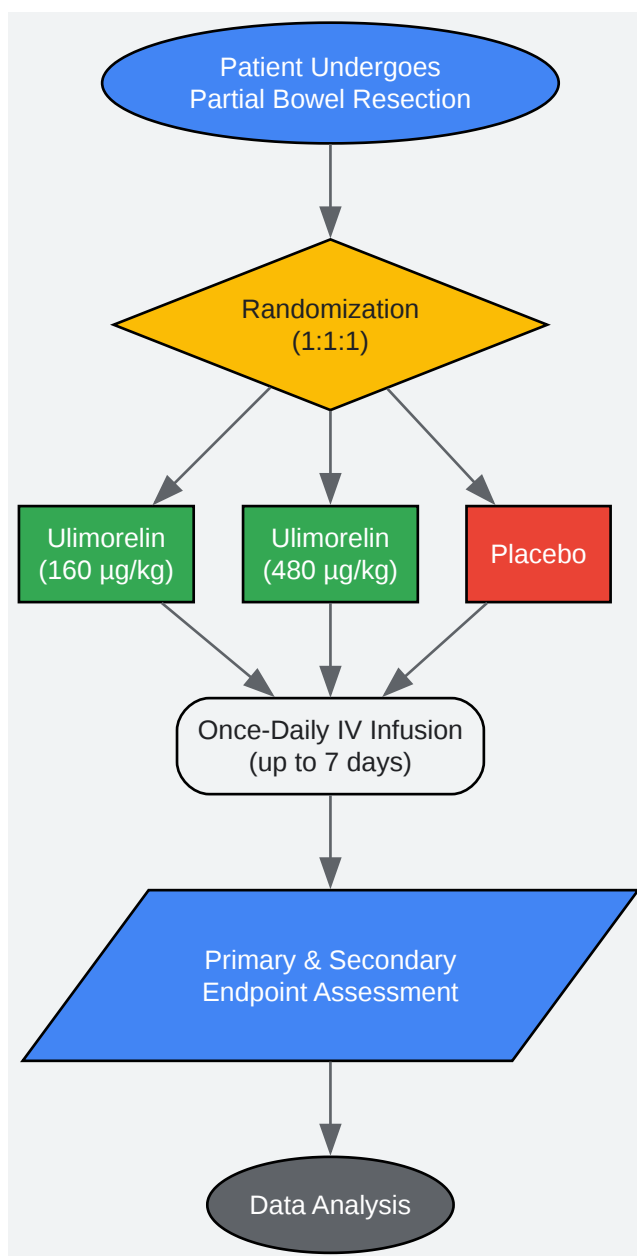 Patient Undergoes
Partial Bowel Resection
Randomization
(1:1:1)
Ulimorelin
(160 µg/kg)
Ulimorelin
(480 µg/kg)
Placebo
Once-Daily IV Infusion
(up to 7 days)
Primary & Secondary
Endpoint Assessment
Data Analysis